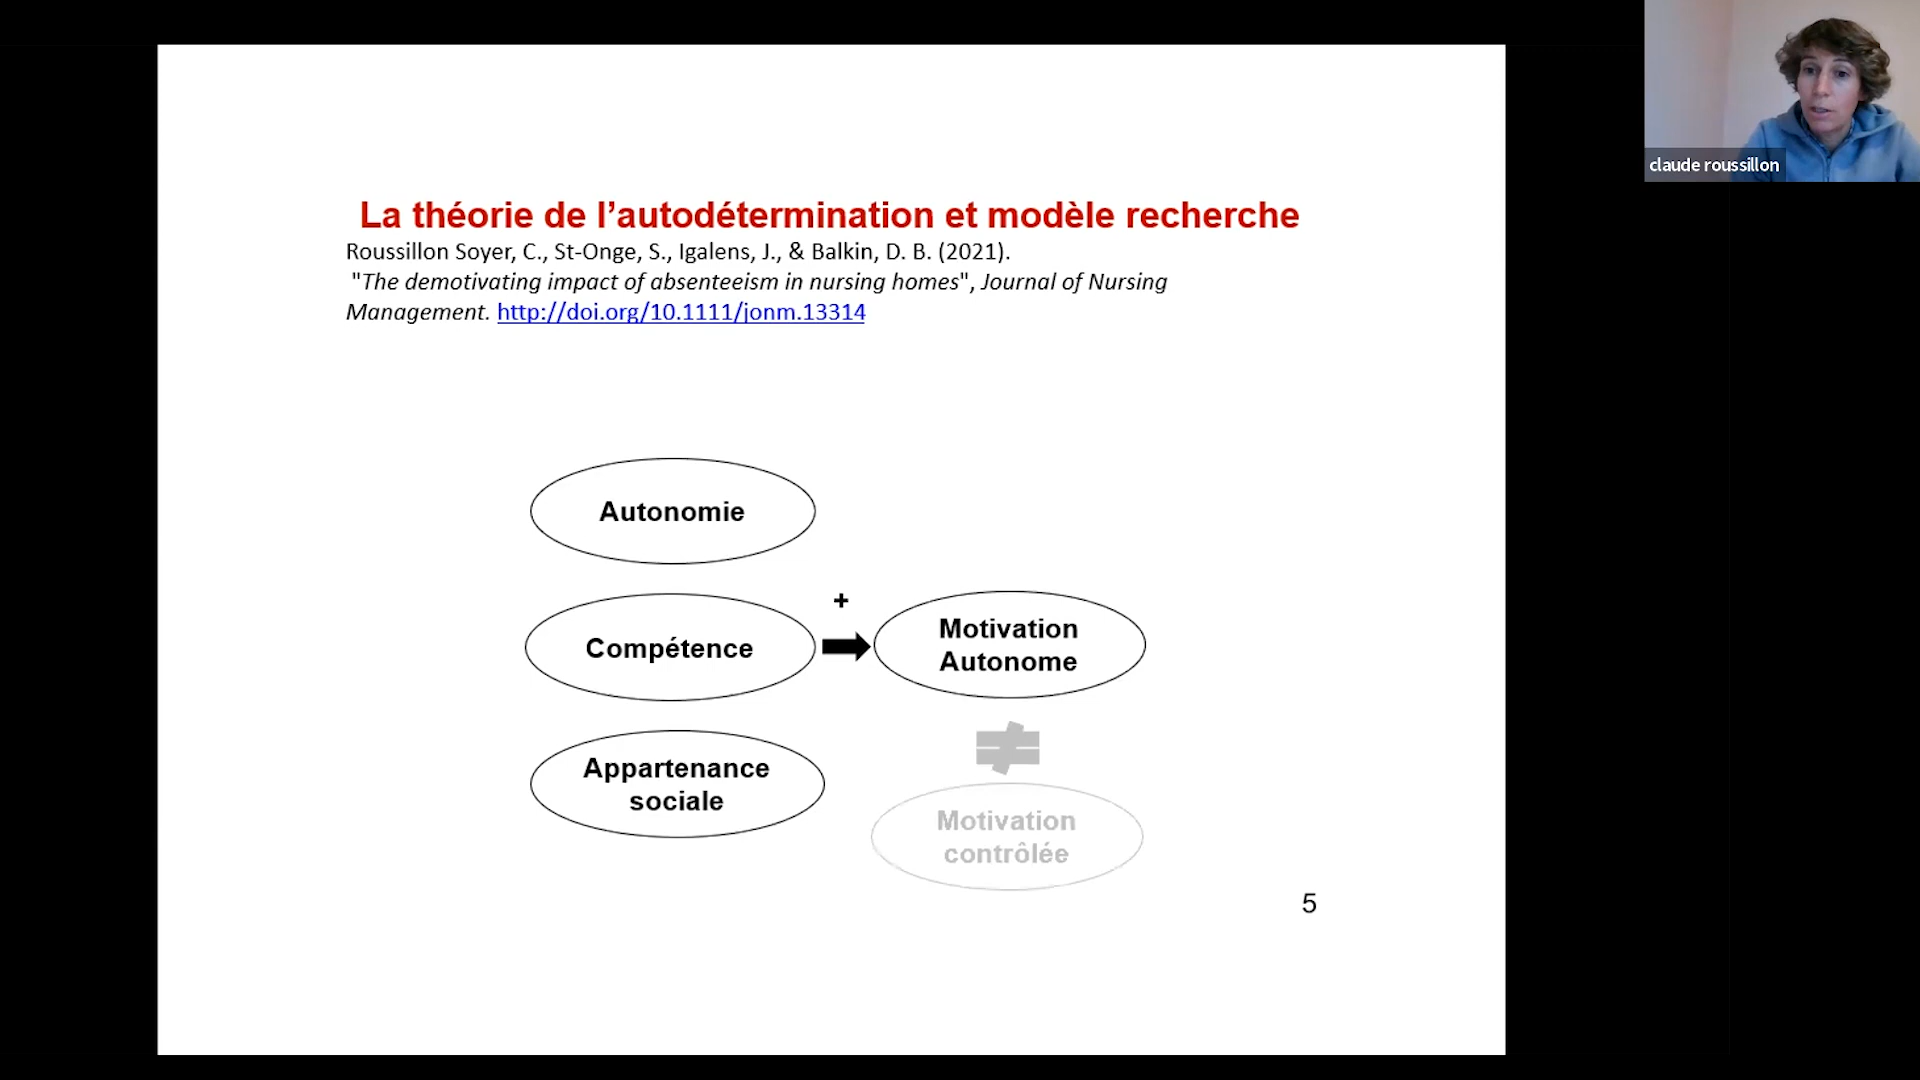 claude roussillon
La théorie de l’autodétermination et modèle recherche
Roussillon Soyer, C., St-Onge, S., Igalens, J., & Balkin, D. B. (2021).
"The demotivating impact of absenteeism in nursing homes", Journal of Nursing
Management. http://doi.org/10.1111/jonm.13314
Autonomie
+
Compétence
Motivation
Autonome
Appartenance
sociale
Motivation
contrôlée
5